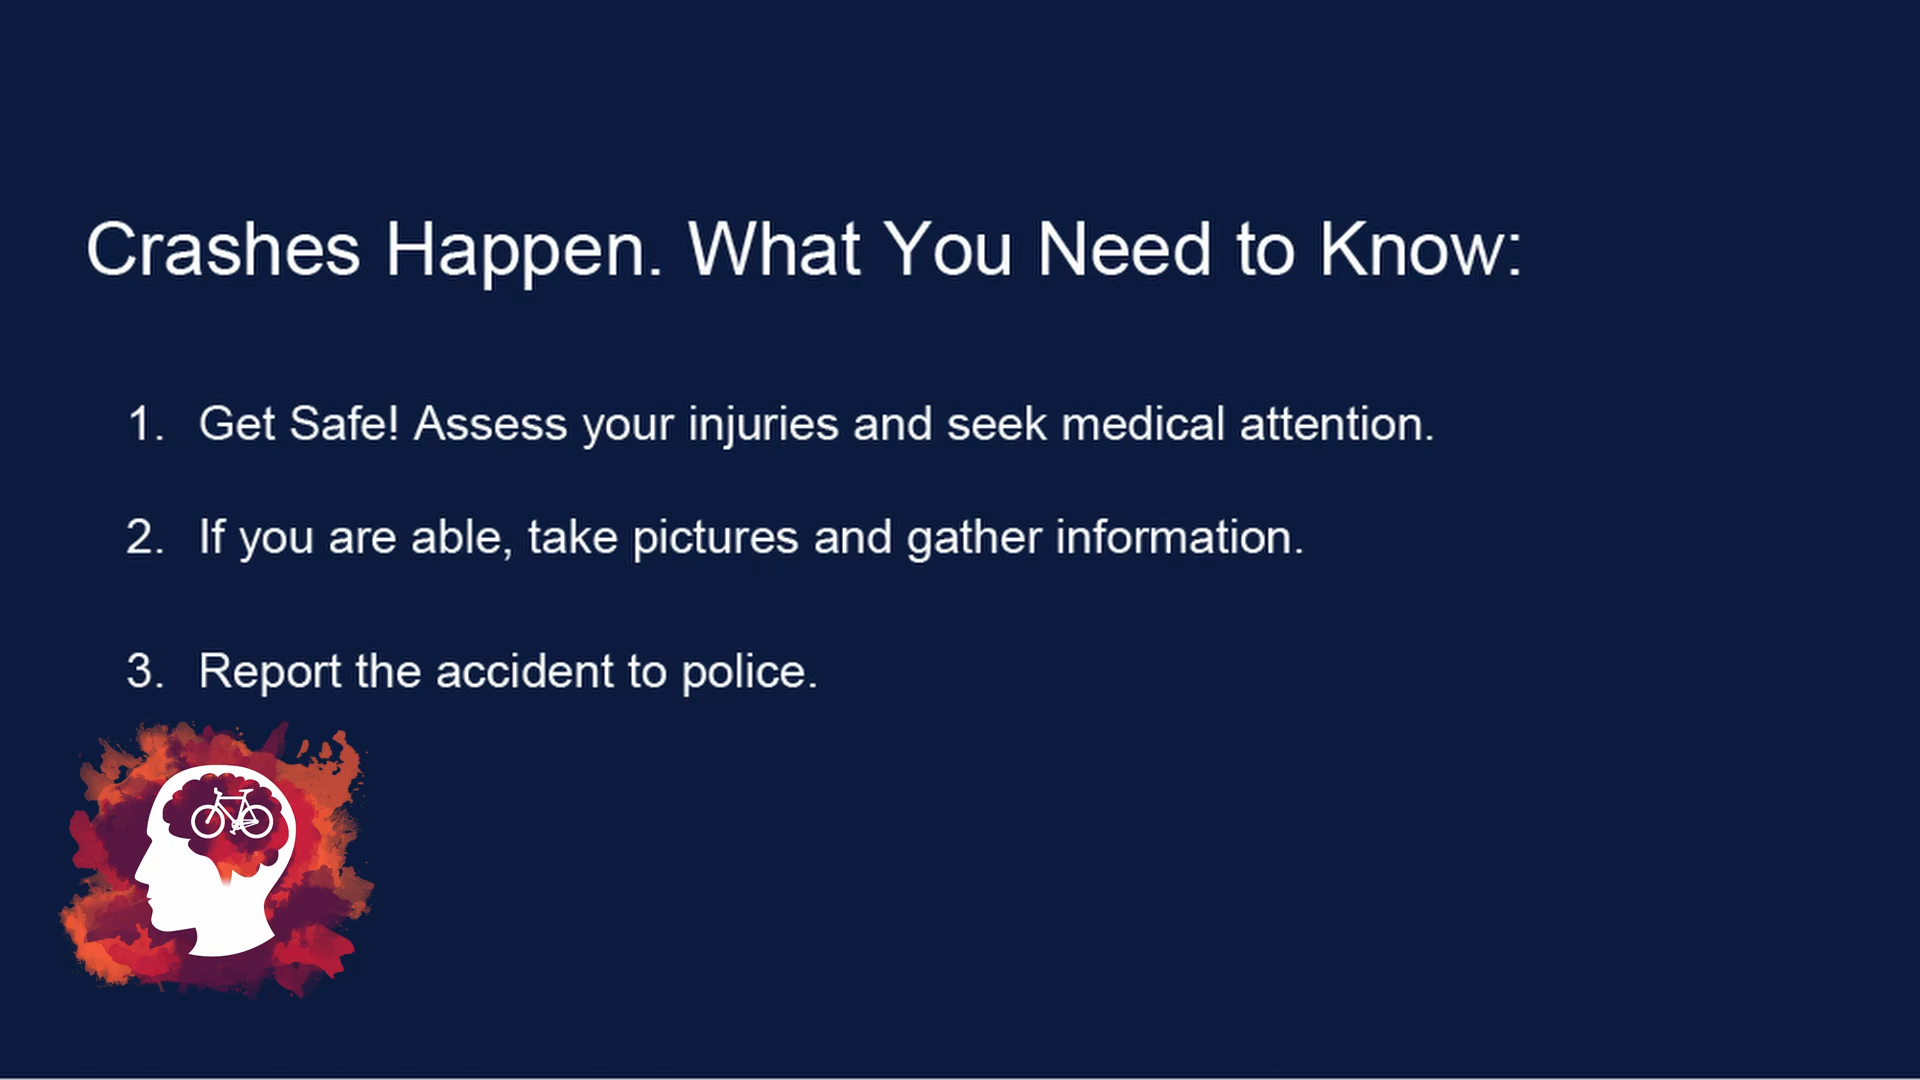 Crashes Happen. What You Need to Know:
1. Get Safe! Assess your injuries and seek medical attention.
2. If you are able, take pictures and gather information.
3. Report the accident to police.